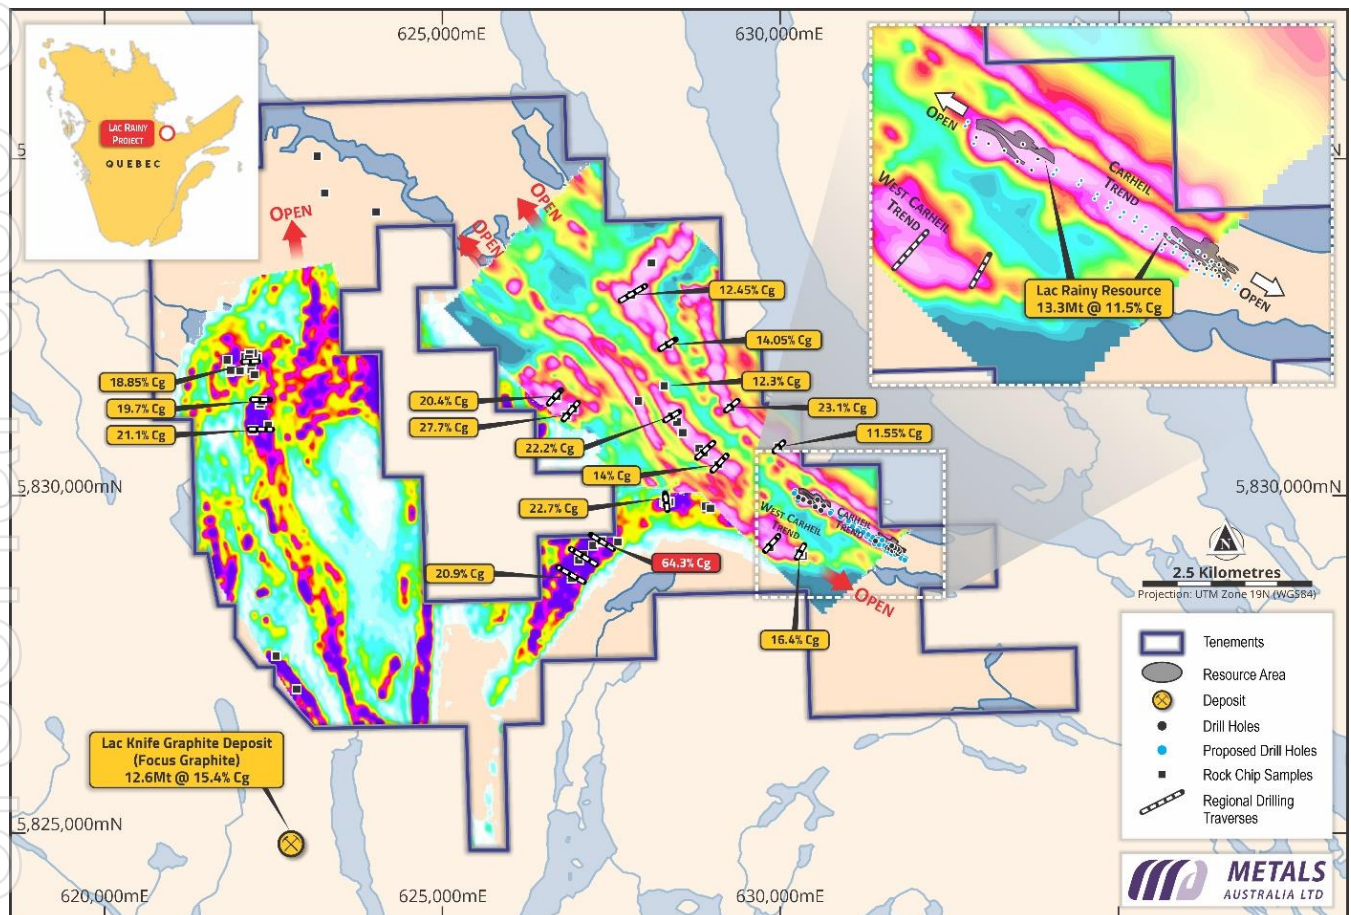 625,000mE
630,000mE
LAC RAINY
PROJECT
QUEBEC
OPEN
OPEN
OPEN
OPEN
CARHEIL
TREND
WEST CARHEIL
TREND
Lac Rainy Resource
13.3Mt @ 11.5% Cg
OPEN
12.45% Cg
14.05% Cg
12.3% Cg
18.85% Cg
19.7% Cg
21.1% Cg
20.4% Cg
27.7% Cg
23.1% Cg
11.55% Cg
22.2% Cg
14% Cg
5,830,000mN
5,830,000mN
22.7% Cg
WEST CARHEIL
TREND
CARHEIL
TREND
64.3% Cg
20.9% Cg
OPEN
16.4% Cg
N
2.5 Kilometres
Projection: UTM Zone 19N (WGS84)
Tenements
Resource Area
Deposit
Drill Holes
Proposed Drill Holes
Rock Chip Samples
Regional Drilling
Traverses
Lac Knife Graphite Deposit
(Focus Graphite)
12.6Mt @ 15.4% Cg
5,825,000mN
620,000mE
625,000mE
630,000mE
METALS
AUSTRALIA LTD